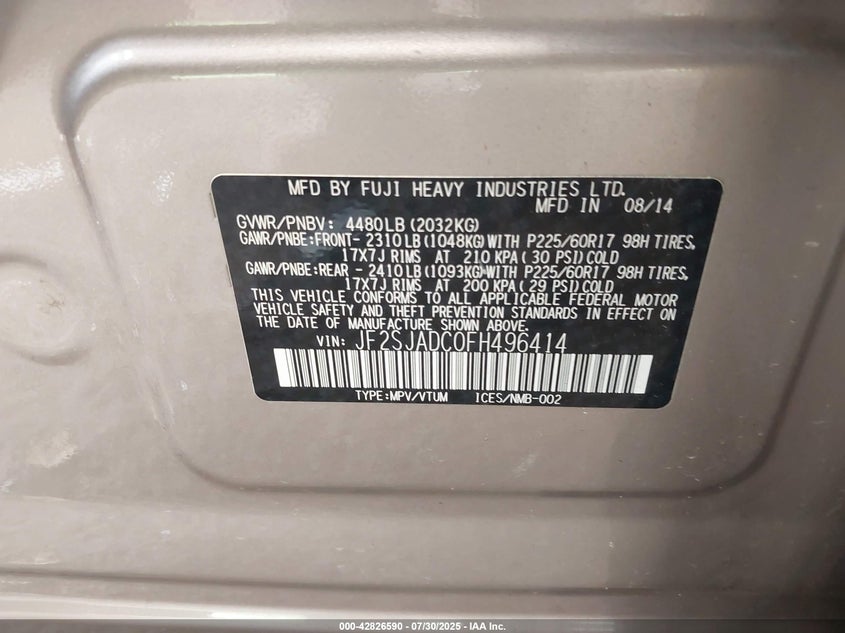 MFD BY FUJI HEAVY INDUSTRIES LTD.
MFD IN 08/14
GVWR/PNBV: 4480LB(2032KG)
GAWR/PNBE:FRONT- 2310LB(1048KG)WITH P225/60R17 98H TIRES,
17X7J RIMS AT 210 KPA( 30 PSI)COLD
GAWR/PNBE:REAR -2410LB(1093KG)WITH P225/60R17 98H TIRES,
17X7J RIMS AT 200 KPA( 29 PSI)COLD
THIS VEHICLE CONFORMS TO ALL APPLICABLE FEDERAL MOTOR
VEHICLE SAFETY AND THEFT PREVENTION STANDARDS IN EFFECT ON
THE DATE OF MANUFACTURE SHOWN ABOVE.
VIN: JF2SJADC0FH496414
TYPE:MPV/VTUM ICES/NMB-002
000-42826590 - 07/30/2025 - IAA Inc.